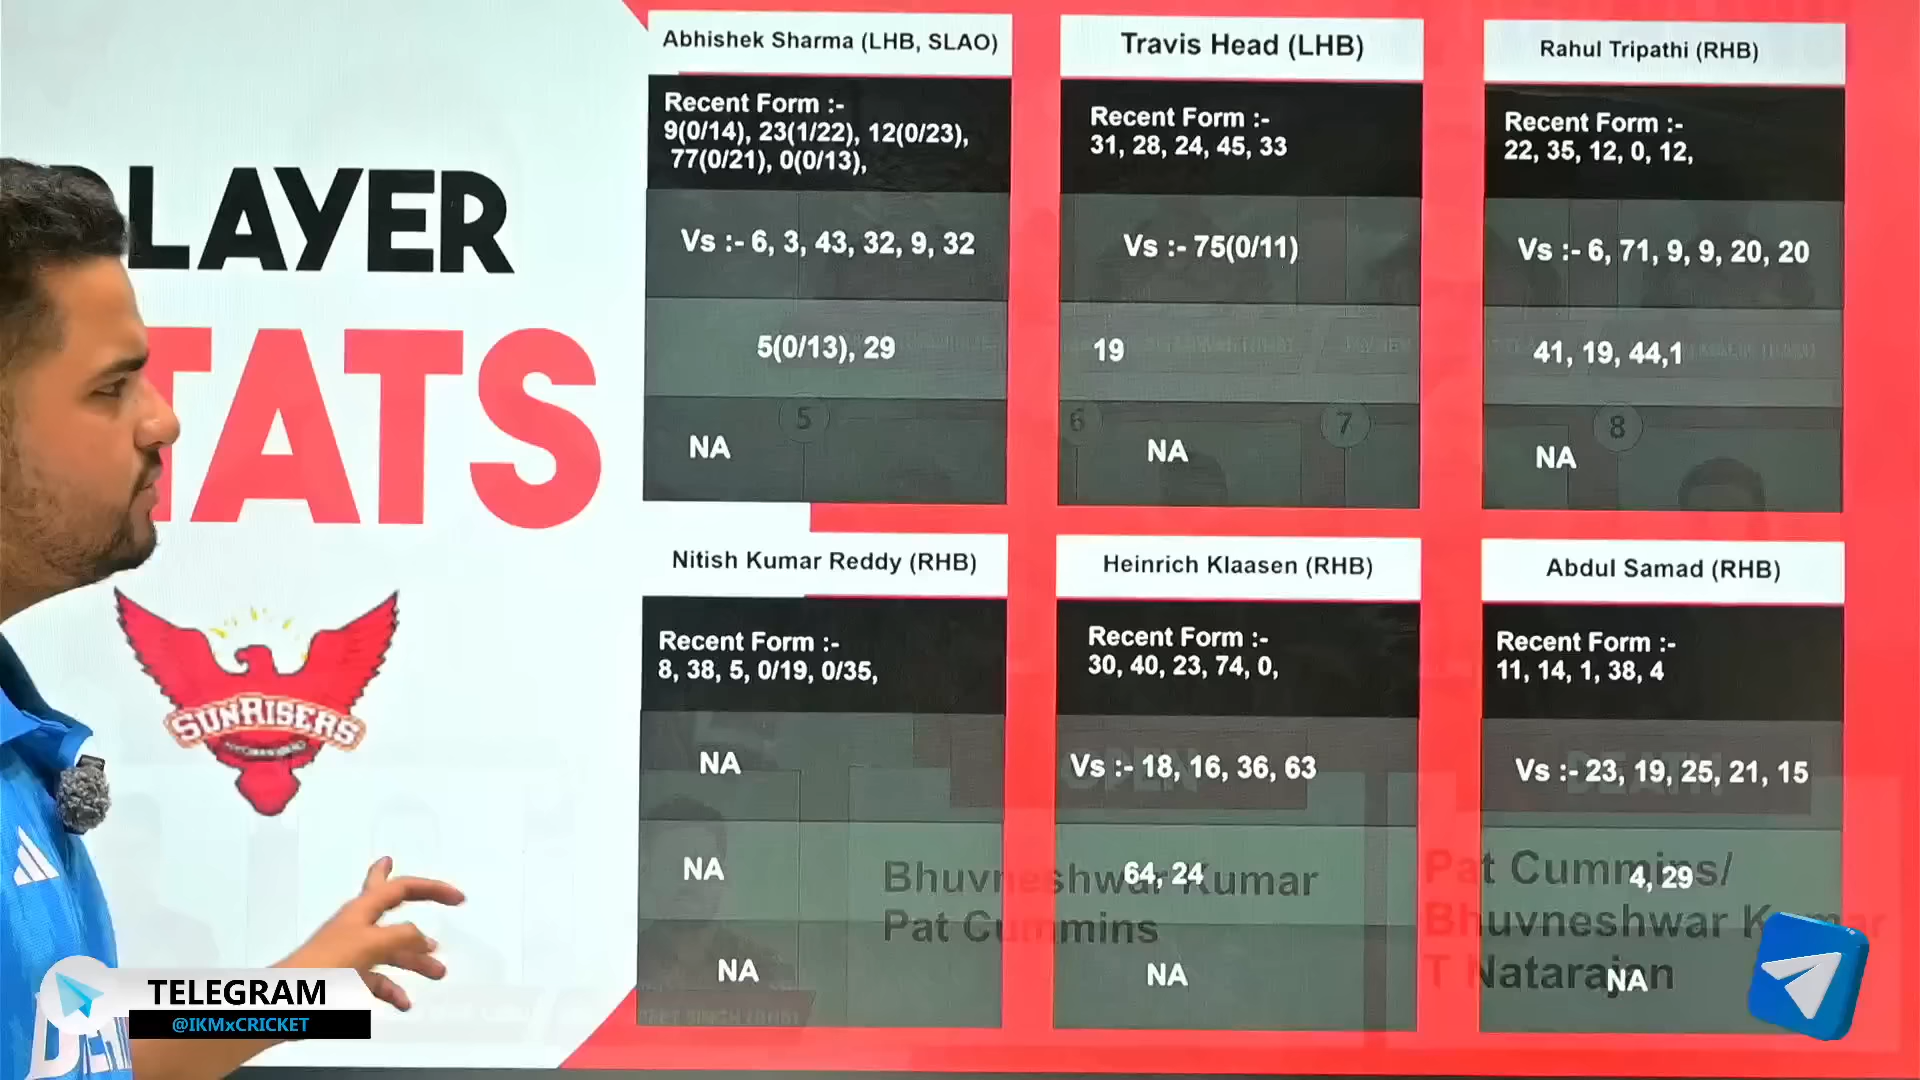 PLAYER
STATS
SUNRISERS
Abhishek Sharma (LHB, SLAO)
Recent Form :-
9(0/14), 23(1/22), 12(0/23),
77(0/21), 0(0/13),
Vs :- 6, 3, 43, 32, 9, 32
5(0/13), 29
NA
Travis Head (LHB)
Recent Form :-
31, 28, 24, 45, 33
Vs :- 75(0/11)
19
NA
Rahul Tripathi (RHB)
Recent Form :-
22, 35, 12, 0, 12,
Vs :- 6, 71, 9, 9, 20, 20
41, 19, 44,1
NA
5
6
7
8
Nitish Kumar Reddy (RHB)
Recent Form :-
8, 38, 5, 0/19, 0/35,
NA
NA
NA
Heinrich Klaasen (RHB)
Recent Form :-
30, 40, 23, 74, 0,
Vs :- 18, 16, 36, 63
64, 24
NA
Abdul Samad (RHB)
Recent Form :-
11, 14, 1, 38, 4
Vs :- 23, 19, 25, 21, 15
4, 29
NA
OPEN
DEATH
Bhuvneshwar Kumar
Pat Cummins
Pat Cummins/
Bhuvneshwar Kumar
T Natarajan
TELEGRAM
@IKMxCRICKET